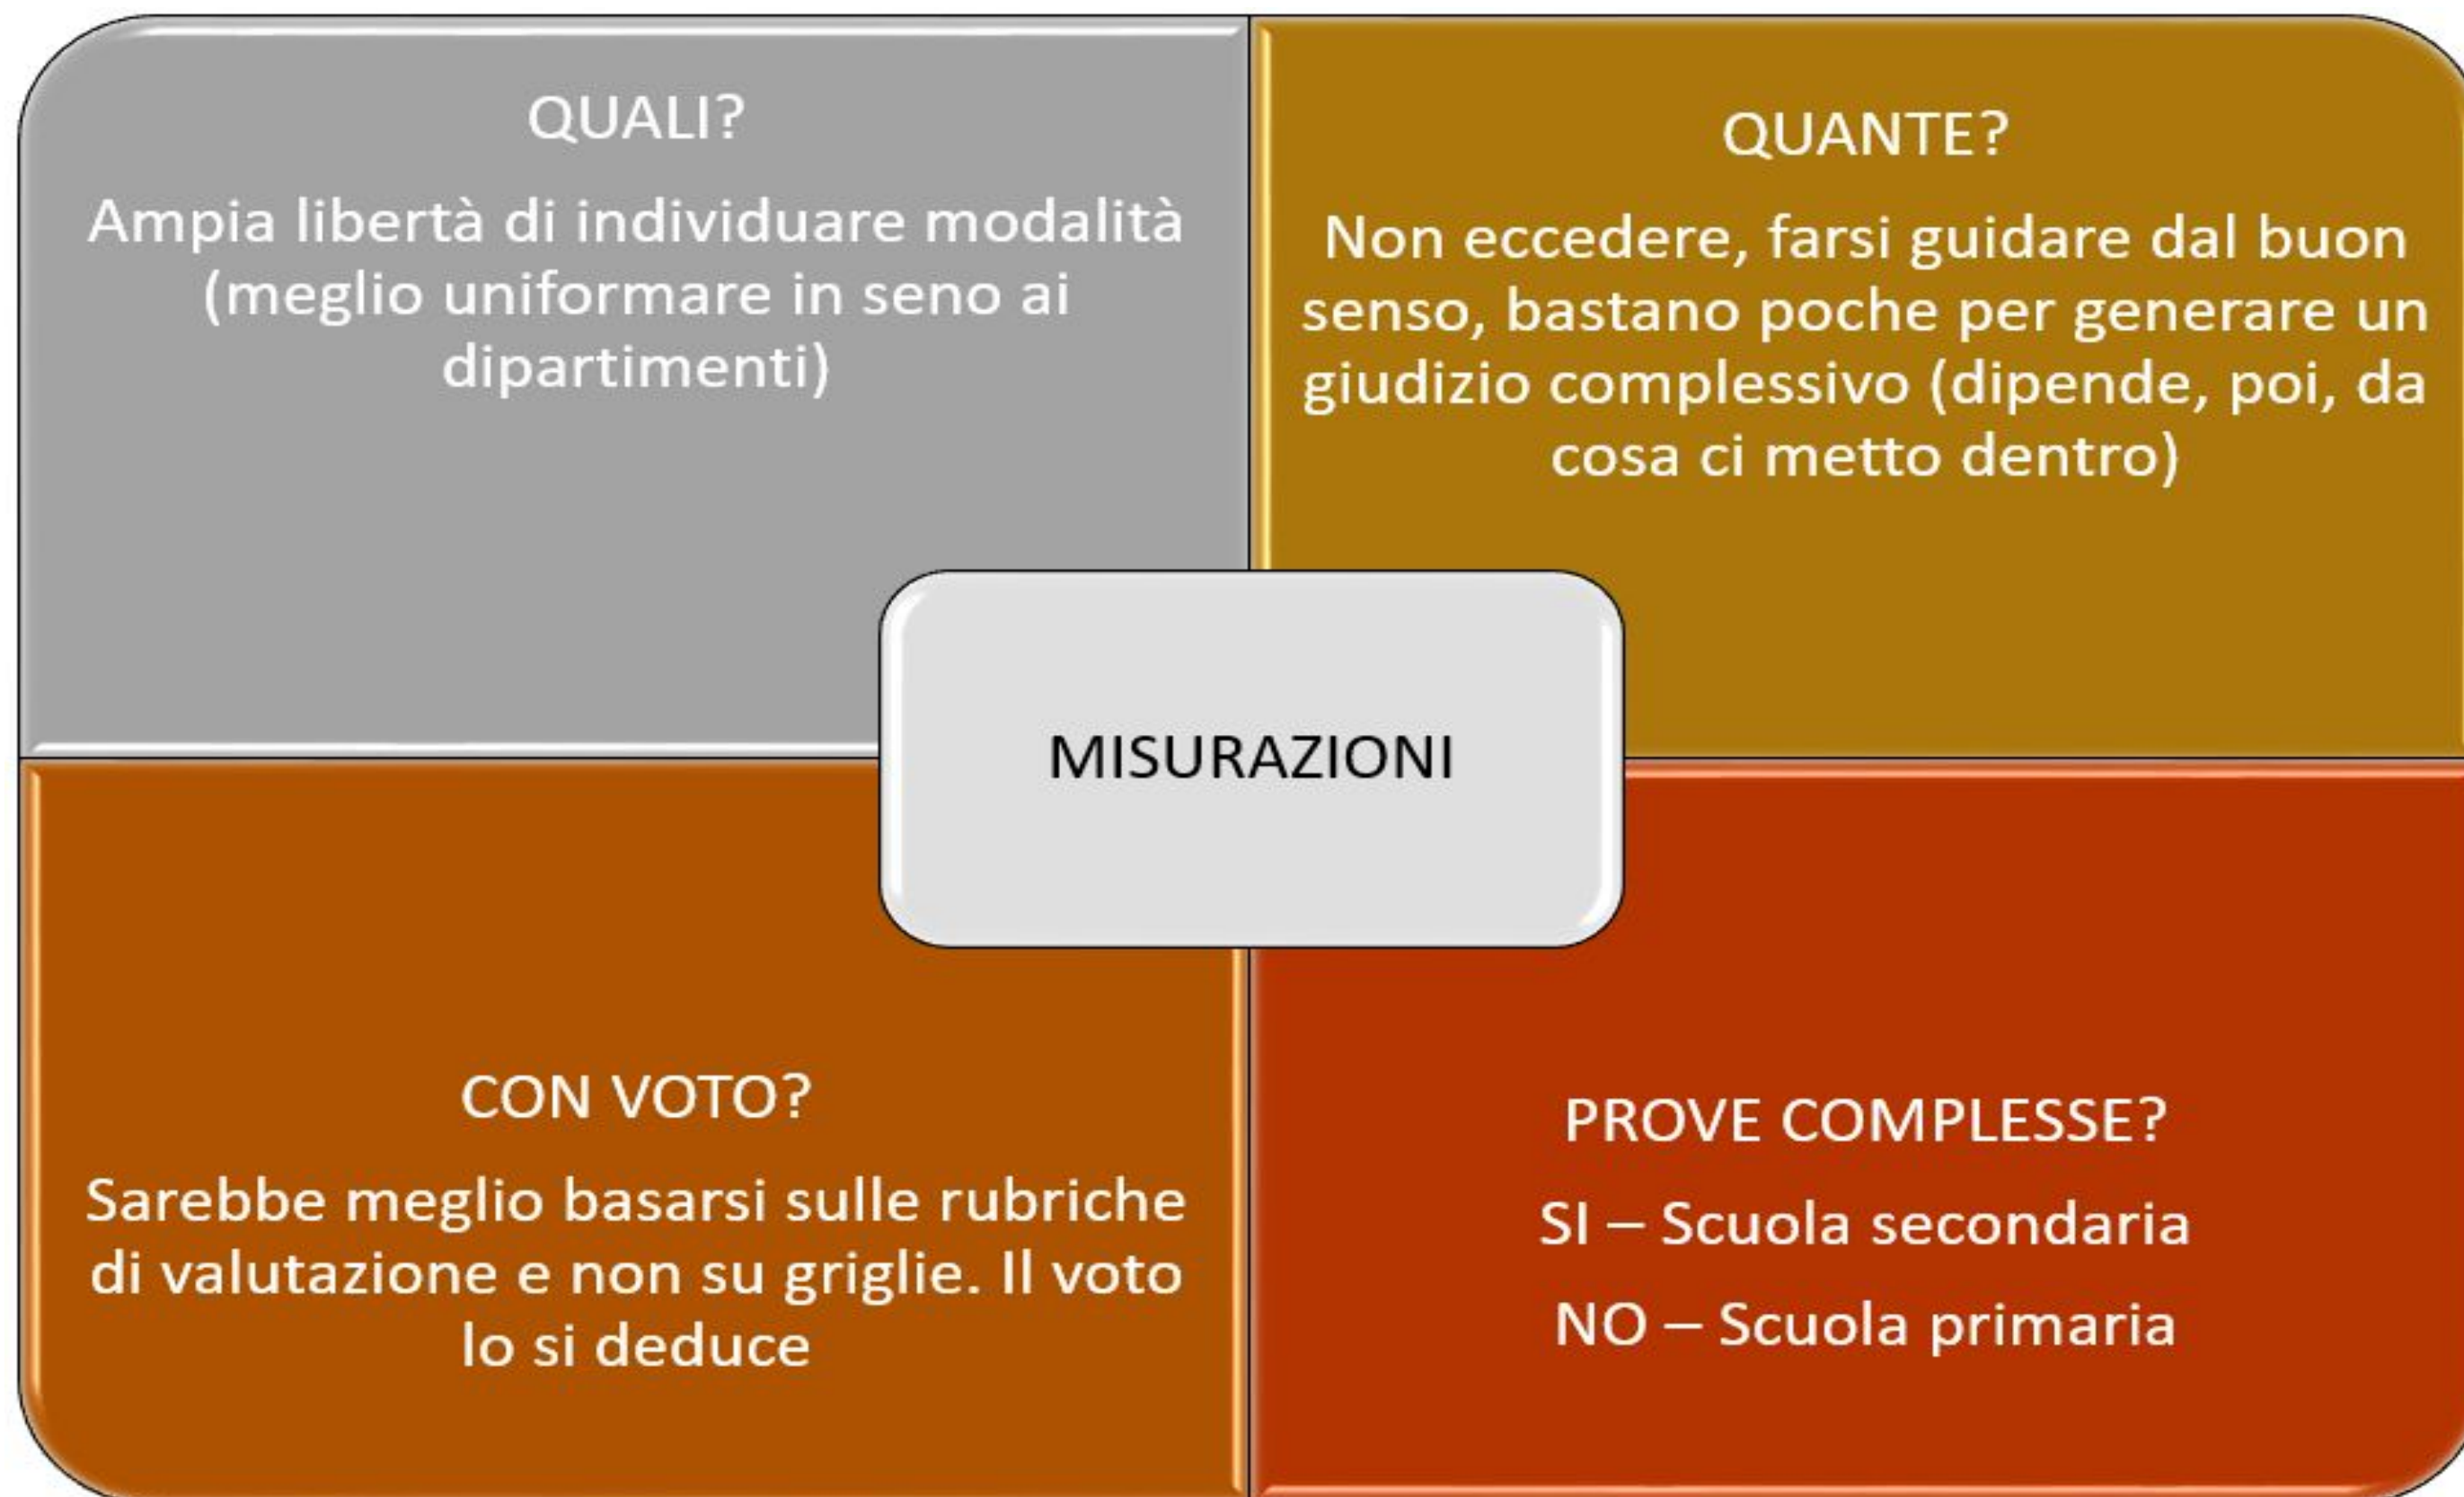 QUALI?
Ampia libertà di individuare modalità
(meglio uniformare in seno ai
dipartimenti)
QUANTE?
Non eccedere, farsi guidare dal buon
senso, bastano poche per generare un
giudizio complessivo (dipende, poi, da
cosa ci metto dentro)
MISURAZIONI
CON VOTO?
Sarebbe meglio basarsi sulle rubriche
di valutazione e non su griglie. Il voto
lo si deduce
PROVE COMPLESSE?
SI – Scuola secondaria
NO – Scuola primaria